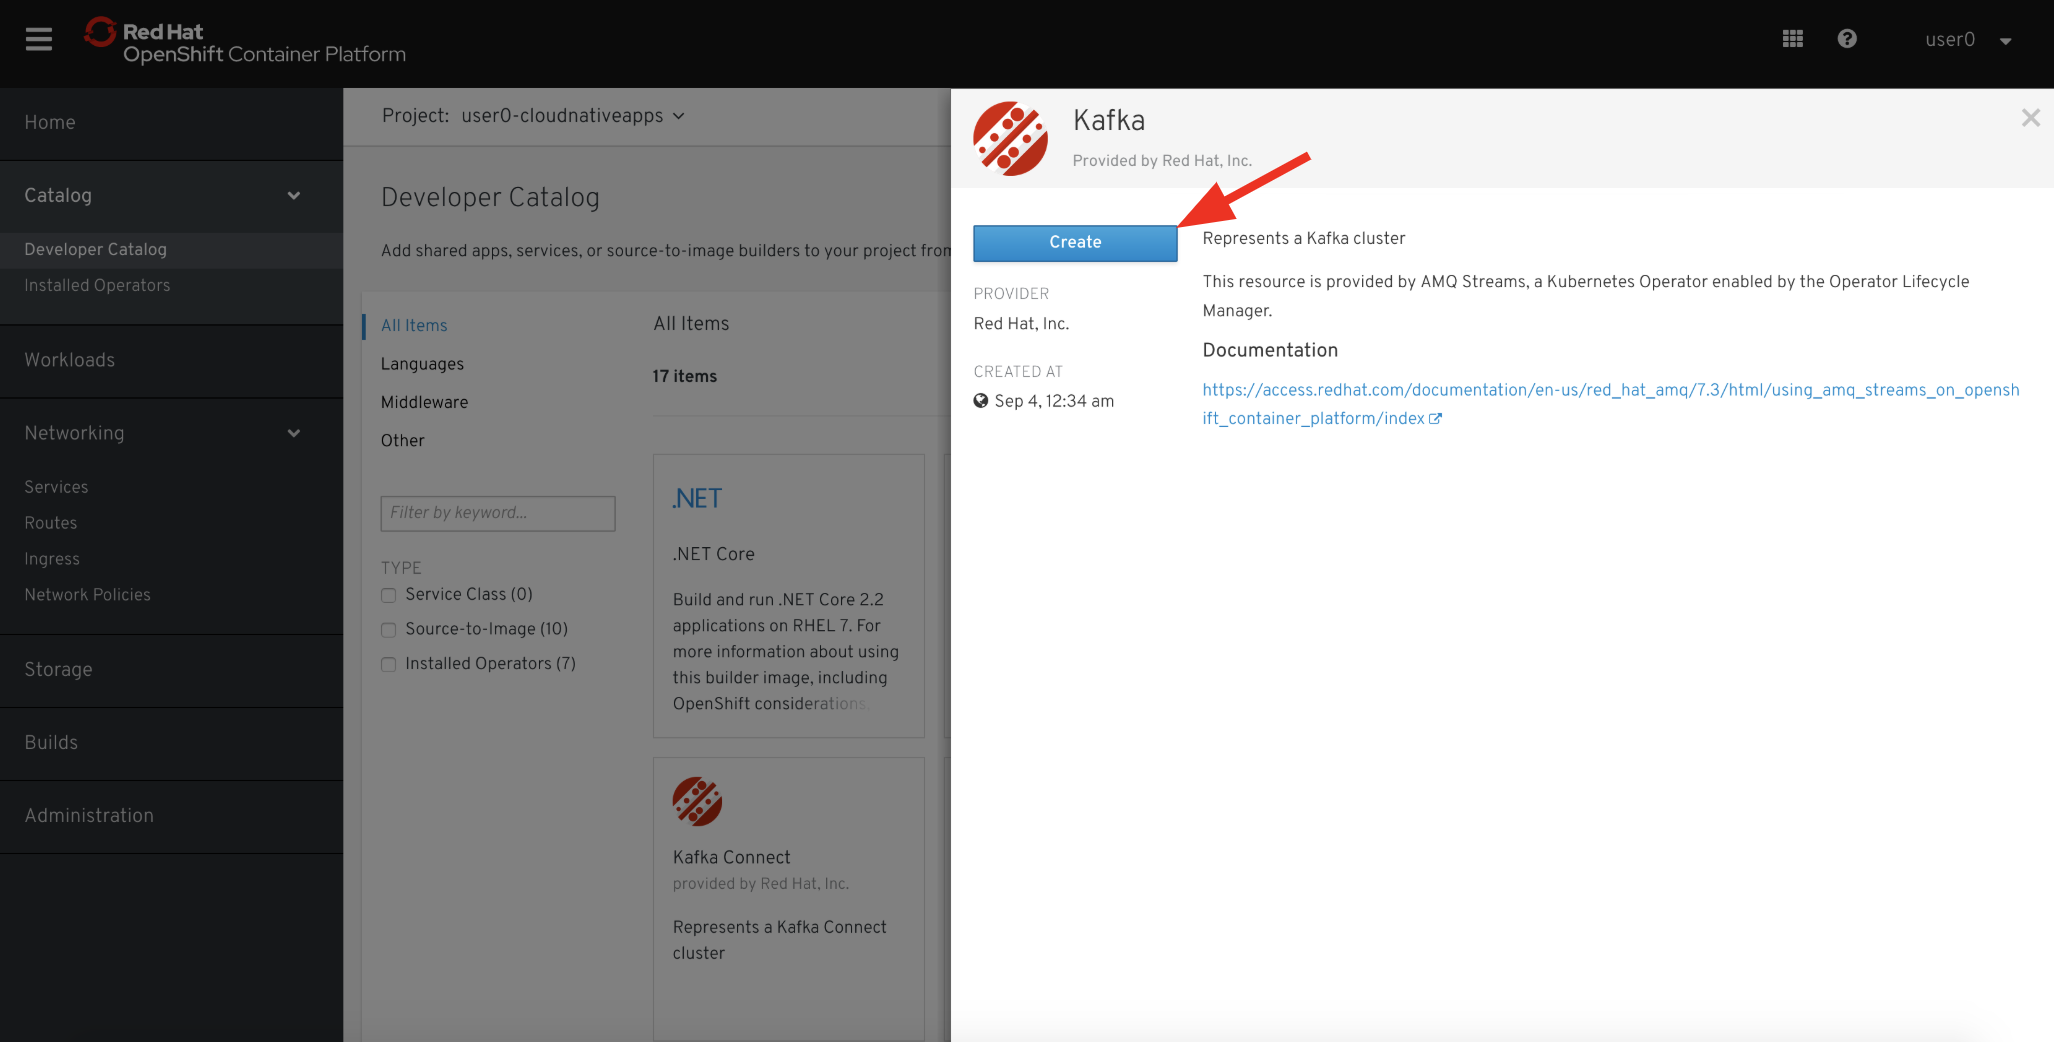 Red Hat
OpenShift Container Platform
user0
Home
Catalog
Developer Catalog
Installed Operators
Workloads
Networking
Services
Routes
Ingress
Network Policies
Storage
Builds
Administration
Project: user0-cloudnativeapps
Developer Catalog
Add shared apps, services, or source-to-image builders to your project from
All Items
Languages
Middleware
Other
Filter by keyword...
TYPE
Service Class (0)
Source-to-Image (10)
Installed Operators (7)
All Items
17 items
.NET
.NET Core
Build and run .NET Core 2.2
applications on RHEL 7. For
more information about using
this builder image, including
OpenShift considerations,
Kafka Connect
provided by Red Hat, Inc.
Represents a Kafka Connect
cluster
Kafka
Provided by Red Hat, Inc.
Create
PROVIDER
Red Hat, Inc.
CREATED AT
Sep 4, 12:34 am
Represents a Kafka cluster
This resource is provided by AMQ Streams, a Kubernetes Operator enabled by the Operator Lifecycle
Manager.
Documentation
https://access.redhat.com/documentation/en-us/red_hat_amq/7.3/html/using_amq_streams_on_opensh
ift_container_platform/index